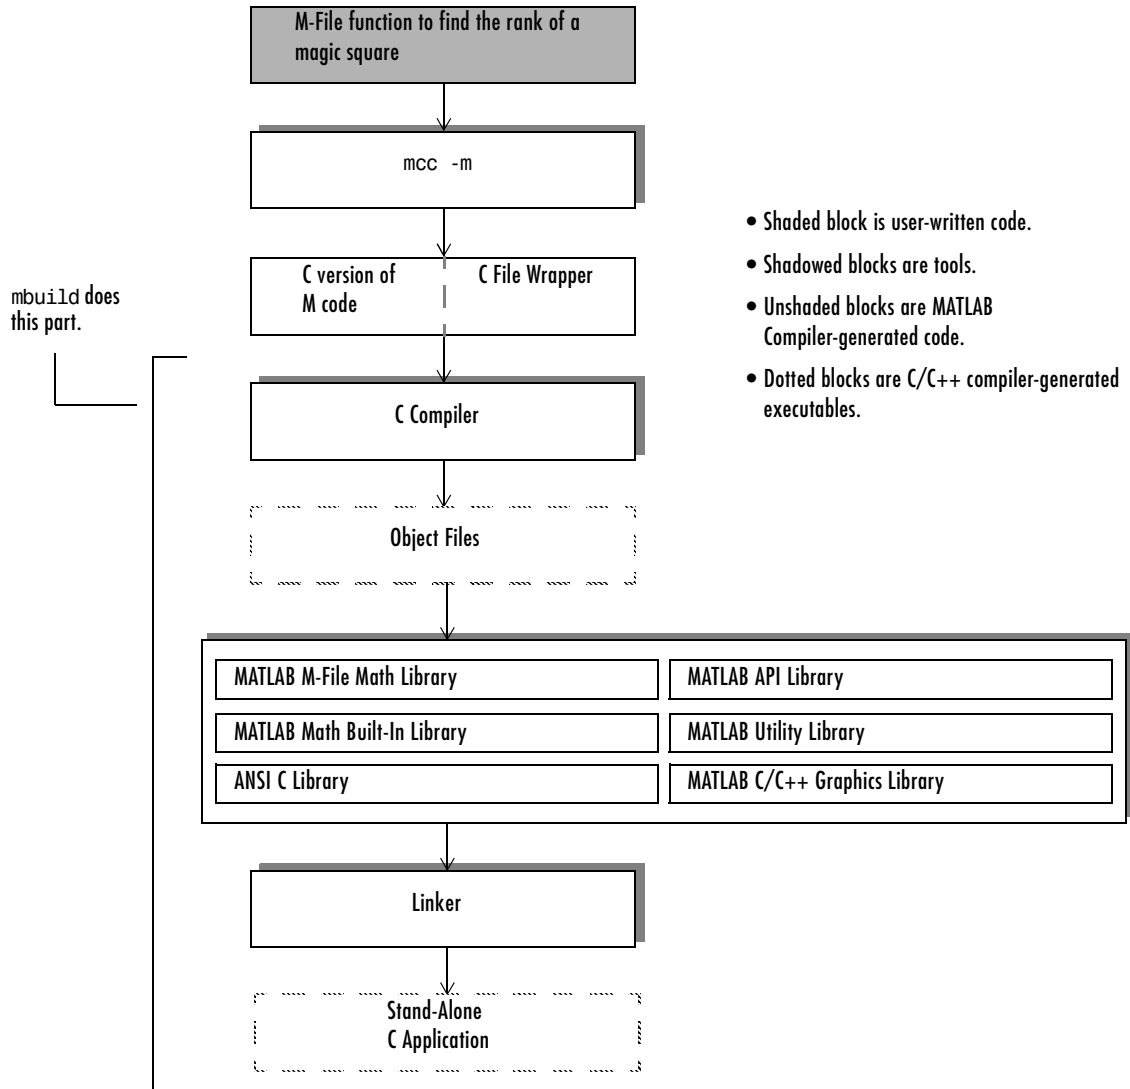 M-File function to find the rank of a
magic square
mcc -m
C version of
M code
C File Wrapper
mbuild does
this part.
• Shaded block is user-written code.
• Shadowed blocks are tools.
• Unshaded blocks are MATLAB
Compiler-generated code.
• Dotted blocks are C/C++ compiler-generated
executables.
C Compiler
Object Files
MATLAB M-File Math Library
MATLAB API Library
MATLAB Math Built-In Library
MATLAB Utility Library
ANSI C Library
MATLAB C/C++ Graphics Library
Linker
Stand-Alone
C Application